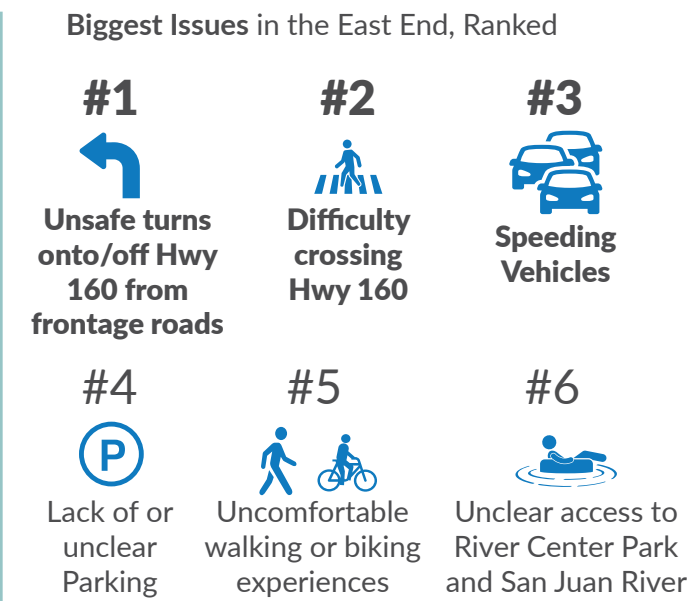 Biggest Issues in the East End, Ranked
#1
Unsafe turns
onto/off Hwy
160 from
frontage roads
#2
Difficulty
crossing
Hwy 160
#3
Speeding
Vehicles
#4
P
Lack of or
unclear
Parking
#5
Uncomfortable
walking or biking
experiences
#6
Unclear access to
River Center Park
and San Juan River